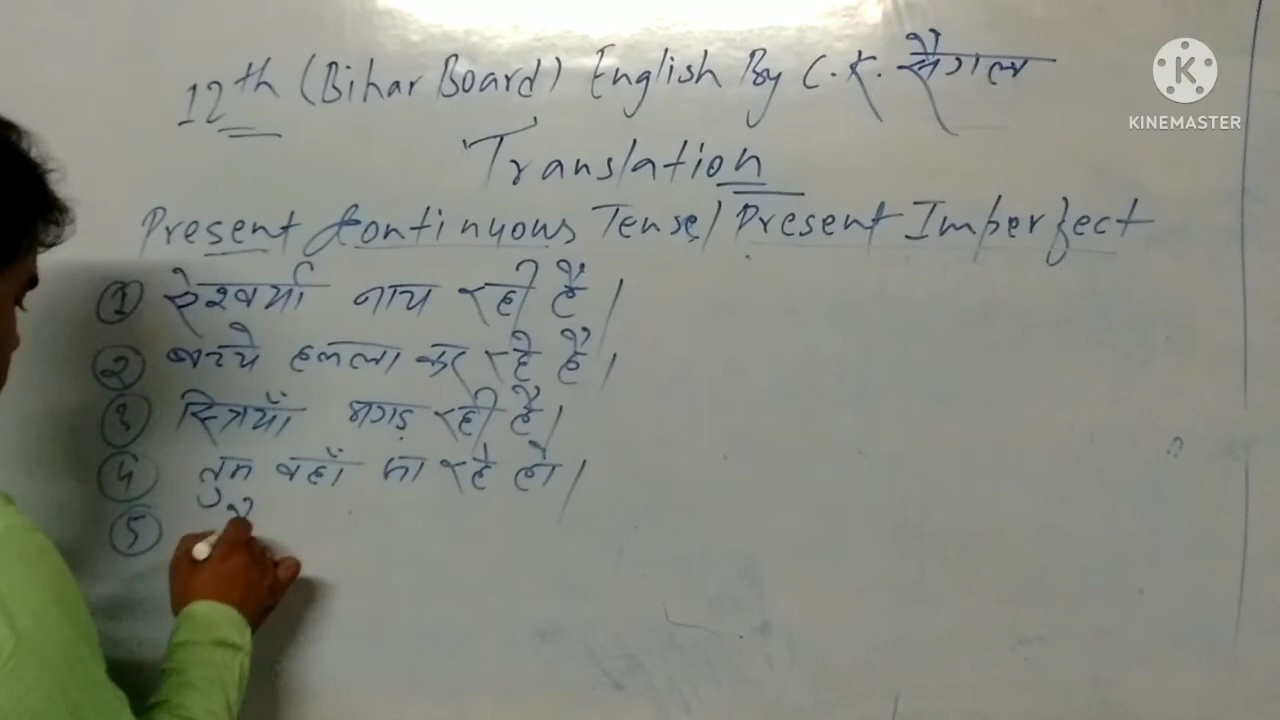 12th (Bihar Board) English By C.K. सैगल
KINEMASTER
Translation
Present Continuous Tense/Present Imperfect
① ऐश्वर्या नाच रही है।
② बच्चे हल्ला कर रहे हैं।
③ स्त्रियाँ झगड़ रही हैं।
④ तुम वहाँ जा रहे हो।
⑤